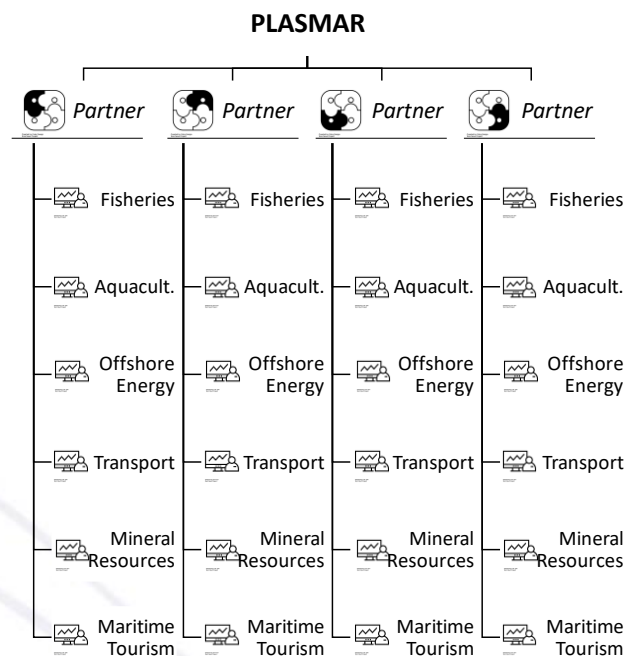 PLASMAR
Partner Partner Partner Partner
Fisheries Fisheries Fisheries Fisheries
Aquacult. Aquacult. Aquacult. Aquacult.
Offshore Offshore Offshore Offshore
Energy Energy Energy Energy
Transport Transport Transport Transport
Mineral Mineral Mineral Mineral
Resources Resources Resources Resources
Maritime Maritime Maritime Maritime
Tourism Tourism Tourism Tourism